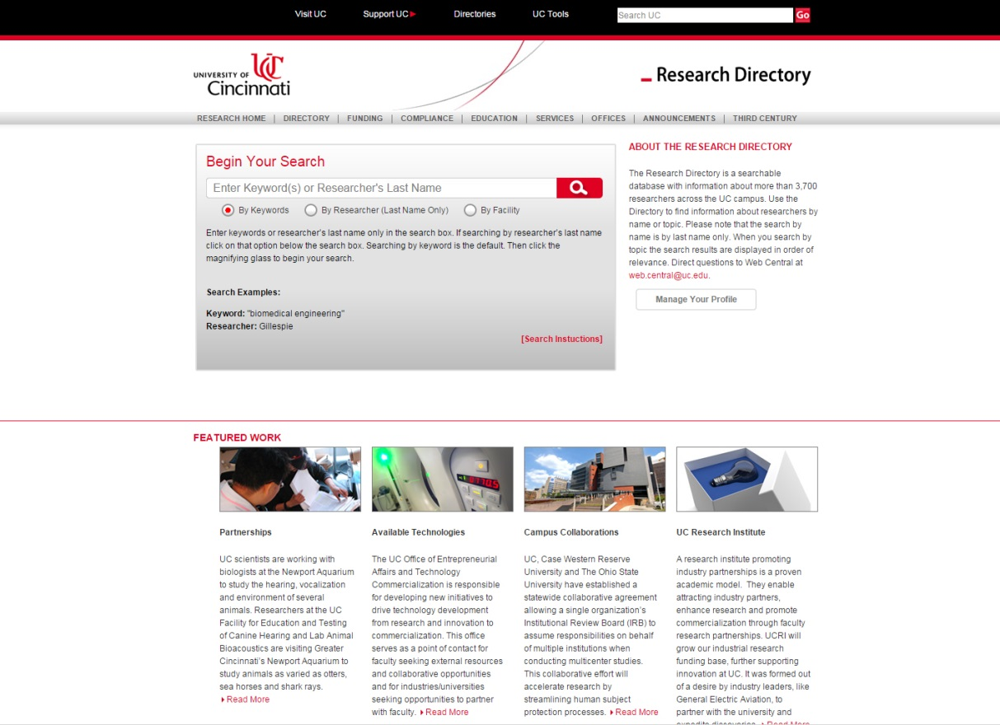 Visit UC Support UC Directories UC Tools Search UC Go
UNIVERSITY OF UC
Cincinnati
Research Directory
RESEARCH HOME | DIRECTORY | FUNDING | COMPLIANCE | EDUCATION | SERVICES | OFFICES | ANNOUNCEMENTS | THIRD CENTURY
Begin Your Search
Enter Keyword(s) or Researcher's Last Name
By Keywords By Researcher (Last Name Only) By Facility
Enter keywords or researcher's last name only in the search box. If searching by researcher's last name
click on that option below the search box. Searching by keyword is the default. Then click the
magnifying glass to begin your search.
Search Examples:
Keyword: "biomedical engineering"
Researcher: Gillespie
[Search Instuctions]
ABOUT THE RESEARCH DIRECTORY
The Research Directory is a searchable
database with information about more than 3,700
researchers across the UC campus. Use the
Directory to find information about researchers by
name or topic. Please note that the search by
name is by last name only. When you search by
topic the search results are displayed in order of
relevance. Direct questions to Web Central at
web.central@uc.edu.
Manage Your Profile
FEATURED WORK
Partnerships
UC scientists are working with
biologists at the Newport Aquarium
to study the hearing, vocalization
and environment of several
animals. Researchers at the UC
Facility for Education and Testing
of Canine Hearing and Lab Animal
Bioacoustics are visiting Greater
Cincinnati's Newport Aquarium to
study animals as varied as otters,
sea horses and shark rays.
Read More
Available Technologies
The UC Office of Entrepreneurial
Affairs and Technology
Commercialization is responsible
for developing new initiatives to
drive technology development
from research and innovation to
commercialization. This office
serves as a point of contact for
faculty seeking external resources
and collaborative opportunities
and for industries/universities
seeking opportunities to partner
with faculty. Read More
Campus Collaborations
UC, Case Western Reserve
University and The Ohio State
University have established a
statewide collaborative agreement
allowing a single organization's
Institutional Review Board (IRB) to
assume responsibilities on behalf
of multiple institutions when
conducting multicenter studies.
This collaborative effort will
accelerate research by
streamlining human subject
protection processes. Read More
UC Research Institute
A research institute promoting
industry partnerships is a proven
academic model. They enable
attracting industry partners,
enhance research and promote
commercialization through faculty
research partnerships. UCRI will
grow our industrial research
funding base, further supporting
innovation at UC. It was formed out
of a desire by industry leaders, like
General Electric Aviation, to
partner with the university and
expedite discoveries. Read More